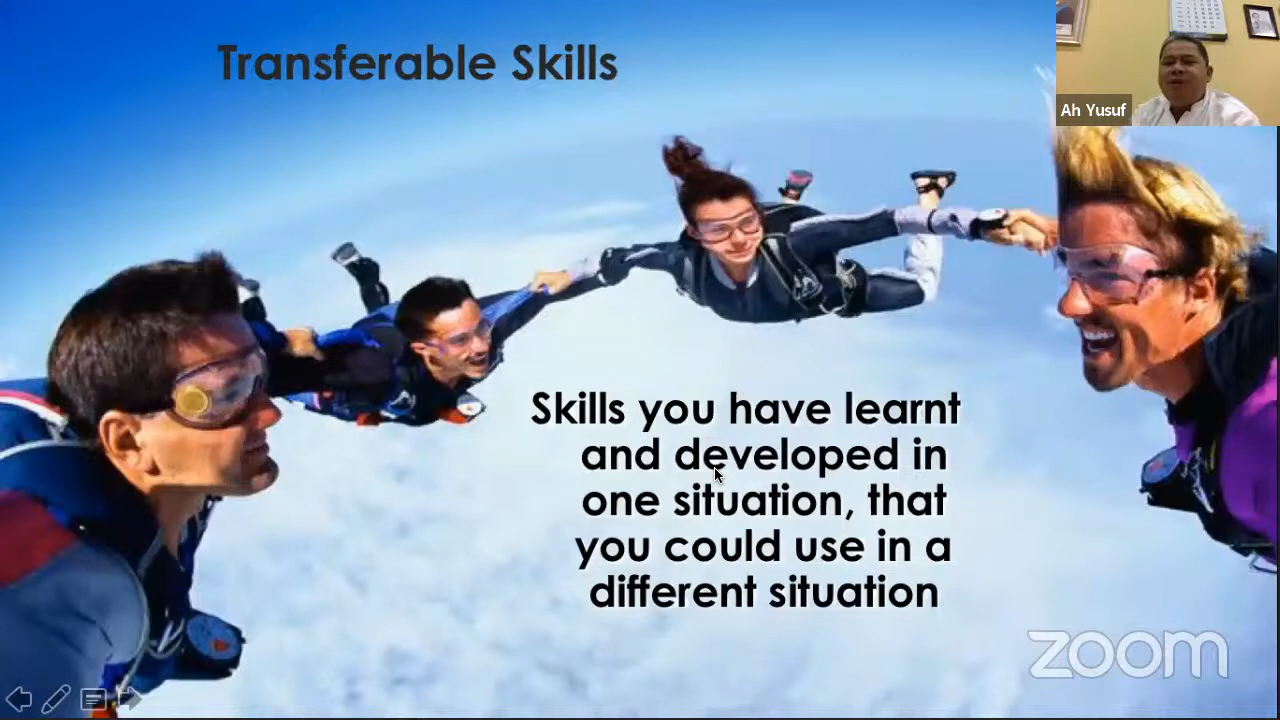 Transferable Skills
Ah Yusuf
Skills you have learnt
and developed in
one situation, that
you could use in a
different situation
zoom